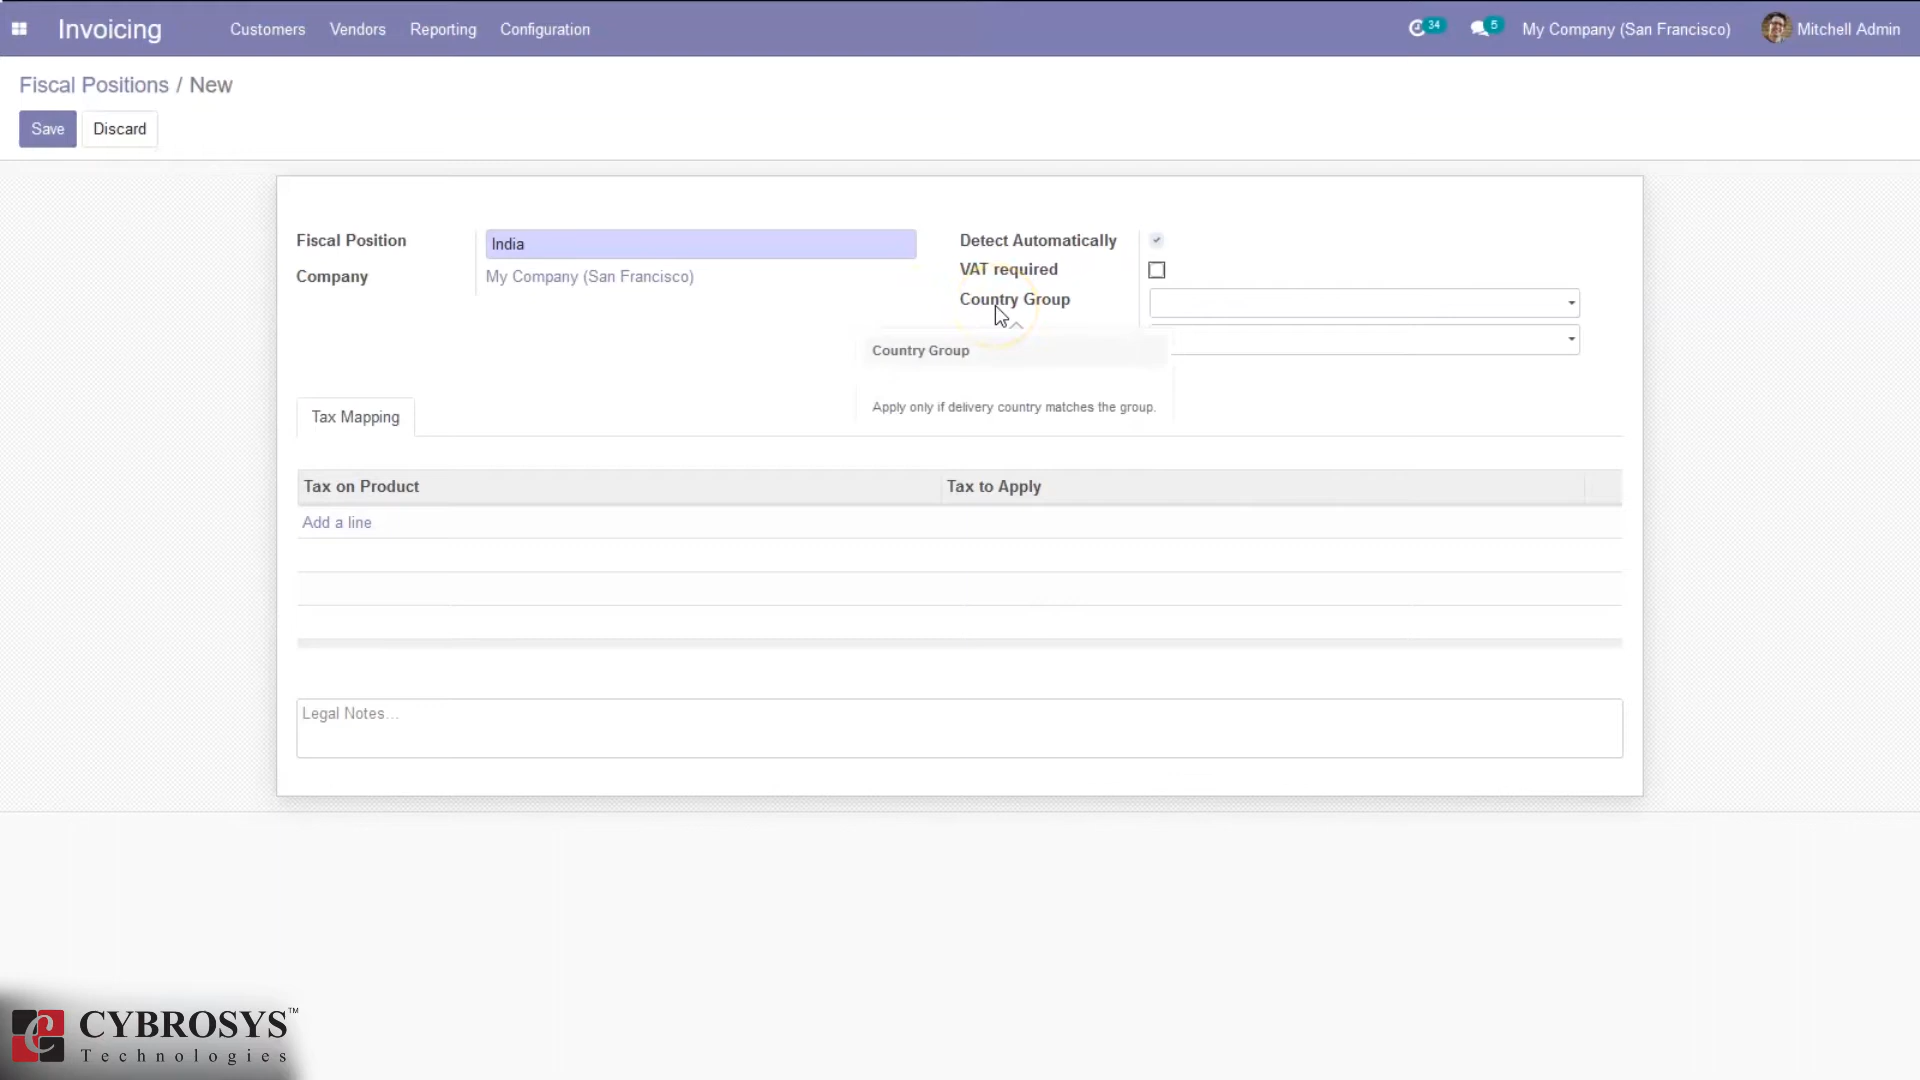 Invoicing Customers Vendors Reporting Configuration 34 5 My Company (San Francisco) Mitchell Admin
Fiscal Positions / New
Save Discard
Fiscal Position India Detect Automatically
Company My Company (San Francisco) VAT required
Country Group
Country Group
Apply only if delivery country matches the group.
Tax Mapping
Tax on Product Tax to Apply
Add a line
Legal Notes...
CYBROSYS™
Technologies